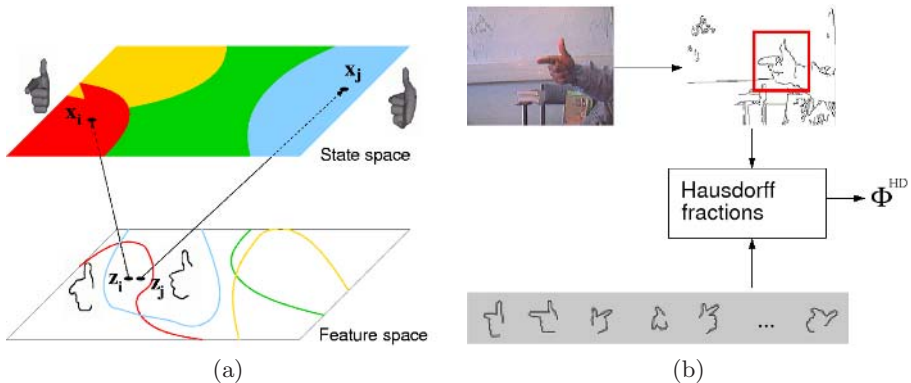 x_i
x_j
State space
z_i
z_j
Feature space
(a)
Hausdorff
fractions
Φ^HD
...
(b)